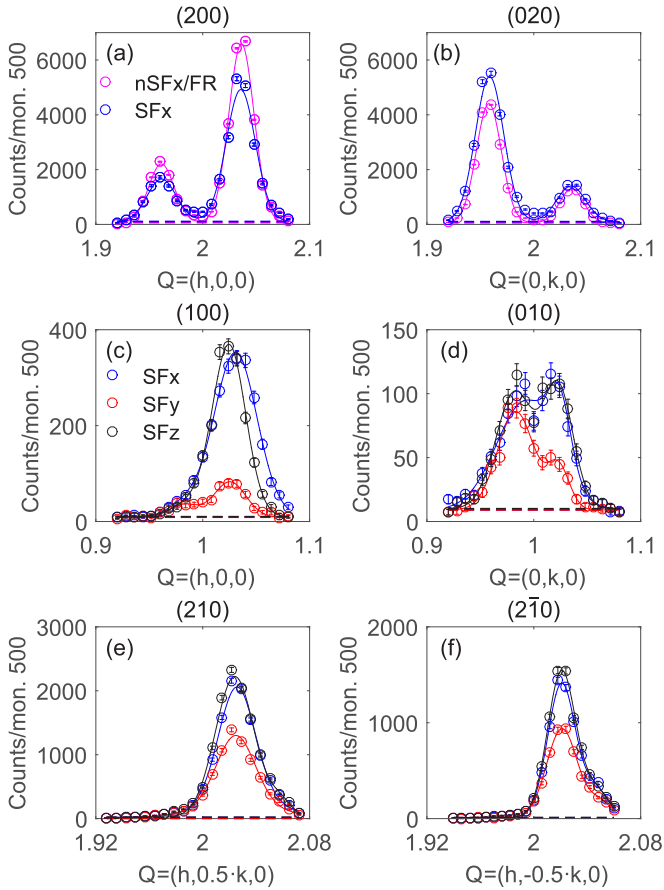 (200)
(a)
nSFx/FR
SFx
Counts/mon. 500
6000
4000
2000
0
1.9
2
2.1
Q=(h,0,0)
(020)
(b)
Counts/mon. 500
6000
4000
2000
0
1.9
2
2.1
Q=(0,k,0)
(100)
(c)
SFx
SFy
SFz
Counts/mon. 500
400
200
0
0.9
1
1.1
Q=(h,0,0)
(010)
(d)
Counts/mon. 500
150
100
50
0
0.9
1
1.1
Q=(0,k,0)
(210)
(e)
Counts/mon. 500
3000
2000
1000
0
1.92
2
2.08
Q=(h,0.5·k,0)
(21̄0)
(f)
Counts/mon. 500
2000
1000
0
1.92
2
2.08
Q=(h,-0.5·k,0)